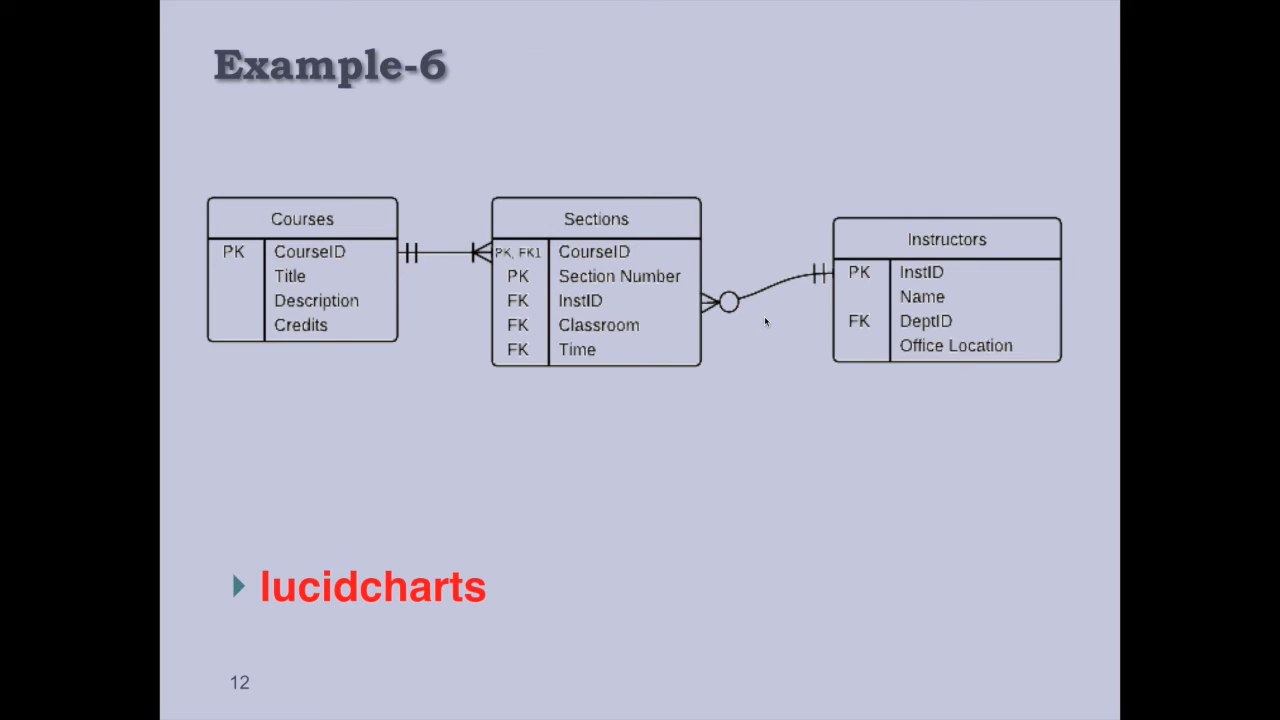 Example-6
Courses
PK CourseID
Title
Description
Credits
Sections
PK, FK1 CourseID
PK Section Number
FK InstID
FK Classroom
FK Time
Instructors
PK InstID
Name
FK DeptID
Office Location
lucidcharts
12